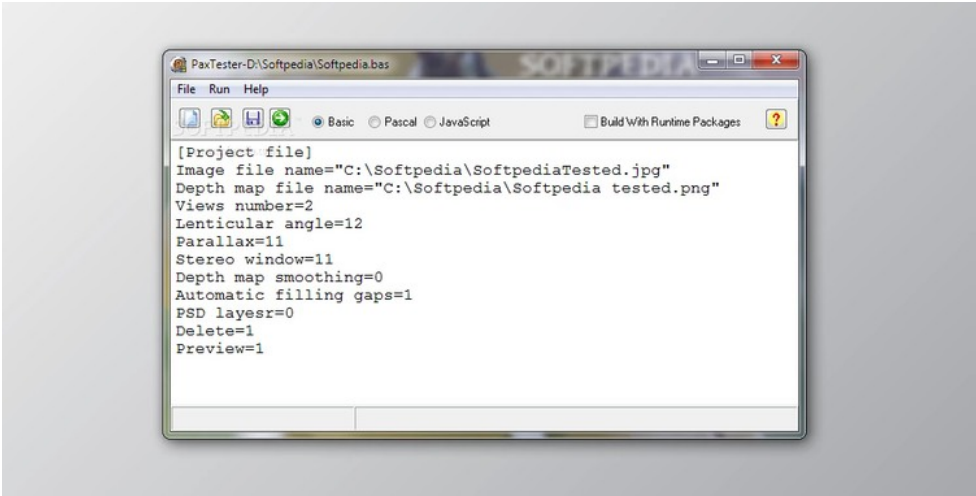 PaxTester-D:\Softpedia\Softpedia.bas
SOFTPEDIA
File Run Help
Basic Pascal JavaScript Build With Runtime Packages ?
SOFTPEDIA
[Project file]
Image file name="C:\Softpedia\SoftpediaTested.jpg"
Depth map file name="C:\Softpedia\Softpedia tested.png"
Views number=2
Lenticular angle=12
Parallax=11
Stereo window=11
Depth map smoothing=0
Automatic filling gaps=1
PSD layesr=0
Delete=1
Preview=1